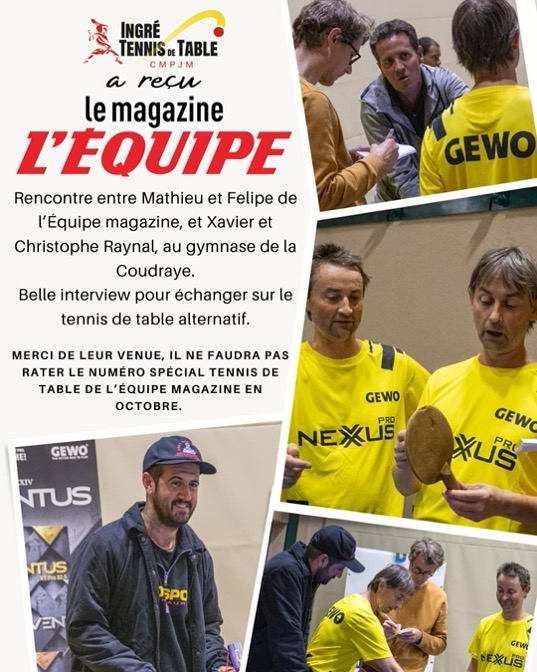 INGRÉ
TENNIS DE TABLE
CMPJM
a reçu
le magazine
L'ÉQUIPE
Rencontre entre Mathieu et Felipe de
l'Équipe magazine, et Xavier et
Christophe Raynal, au gymnase de la
Coudraye.
Belle interview pour échanger sur le
tennis de table alternatif.
MERCI DE LEUR VENUE, IL NE FAUDRA PAS
RATER LE NUMÉRO SPÉCIAL TENNIS DE
TABLE DE L'ÉQUIPE MAGAZINE EN
OCTOBRE.
GEWO
GEWO
NEXXUS
PRO
GEWO
NEXXUS
PRO
GEWO
NTUS
NTUS
GEWO
NEXXUS
PRO